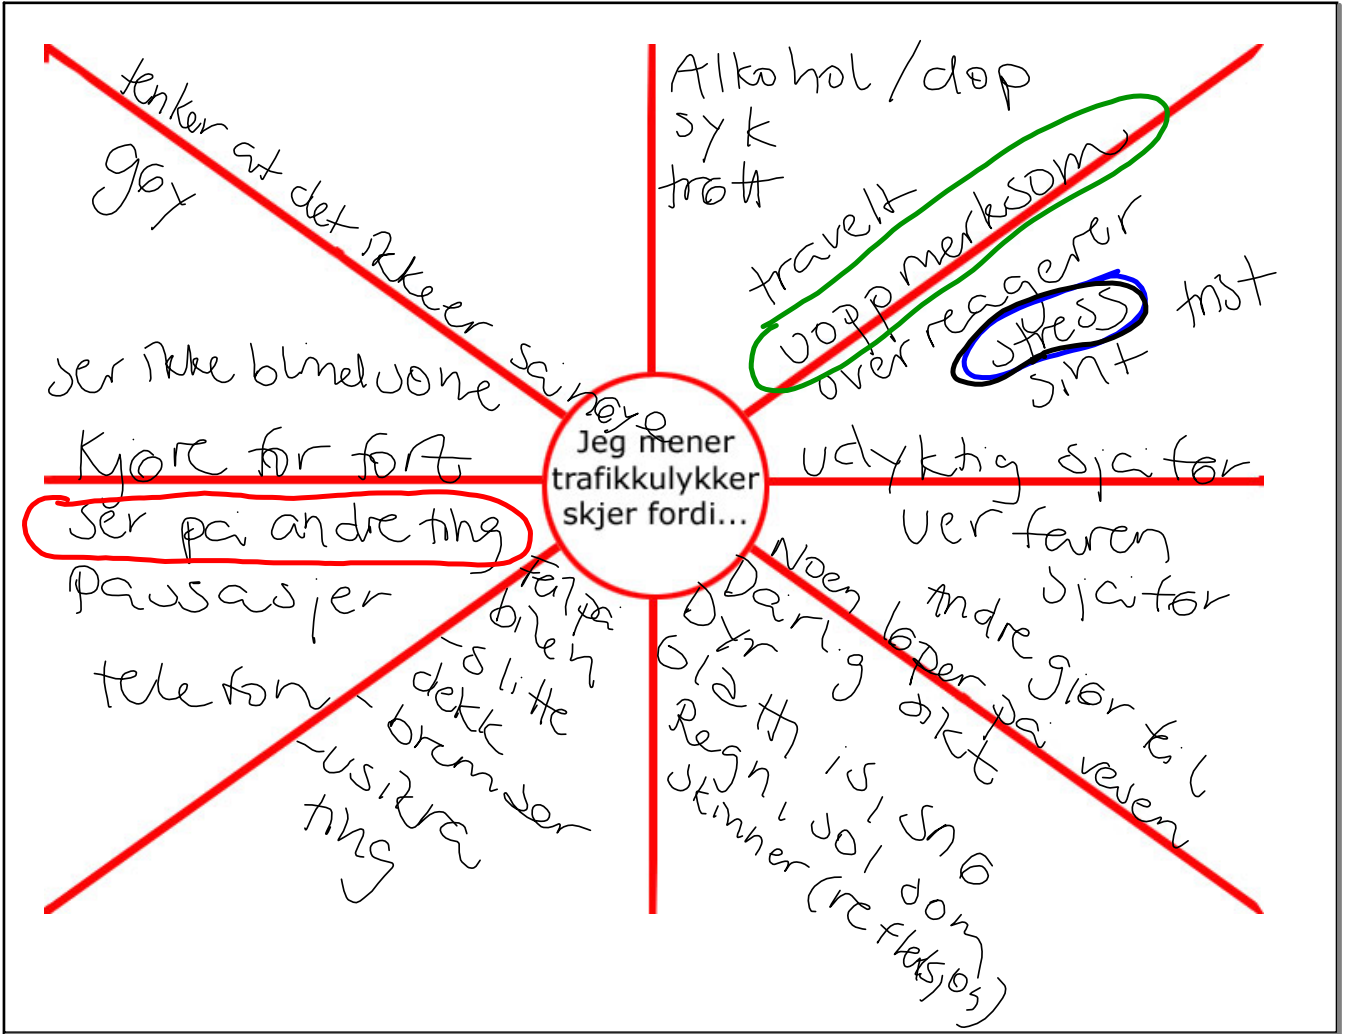 Jeg mener
trafikkulykker
skjer fordi...
tenker at det ikke er så nøye
gøy
Alkohol/dop
syk
trøtt
travelt
uoppmerksom
overreagerer
stress
trist
sint
udyktig sjåfør
uerfaren
sjåfør
Andre gjør feil
Noen løper på veien
Dårlig sikt
Dyr
Glatt is, snø
Regn, sol, dom
skinner (refleksjos)
Feil på
bilen
-slitte
dekk
-bremser
-usikra
ting
ser ikke blindsone
Kjøre for fort
Ser på andre ting
Passasjer
telefon